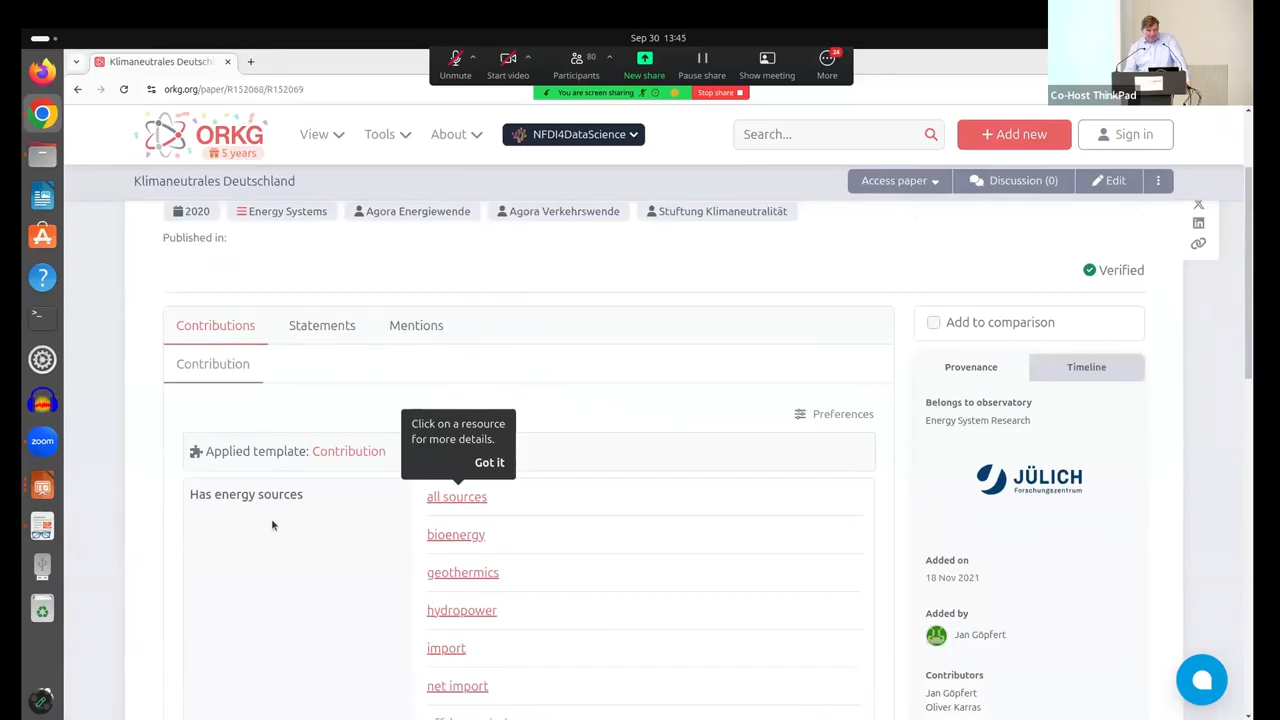 Sep 30 13:45
Klimaneutrales Deutschl
Unmute
Start video
80
Participants
New share
Pause share
Show meeting
24
More
You are screen sharing
Stop share
Co-Host ThinkPad
orkg.org/paper/R152068/R152069
ORKG
5 years
View
Tools
About
NFDI4DataScience
Search...
Add new
Sign in
Klimaneutrales Deutschland
Access paper
Discussion (0)
Edit
2020
Energy Systems
Agora Energiewende
Agora Verkehrswende
Stuftung Klimaneutralität
Published in:
Verified
Contributions
Statements
Mentions
Contribution
Preferences
Applied template: Contribution
Click on a resource
for more details.
Got it
Has energy sources
all sources
bioenergy
geothermics
hydropower
import
net import
Add to comparison
Provenance
Timeline
Belongs to observatory
Energy System Research
JÜLICH
Forschungszentrum
Added on
18 Nov 2021
Added by
Jan Göpfert
Contributors
Jan Göpfert
Oliver Karras
zoom